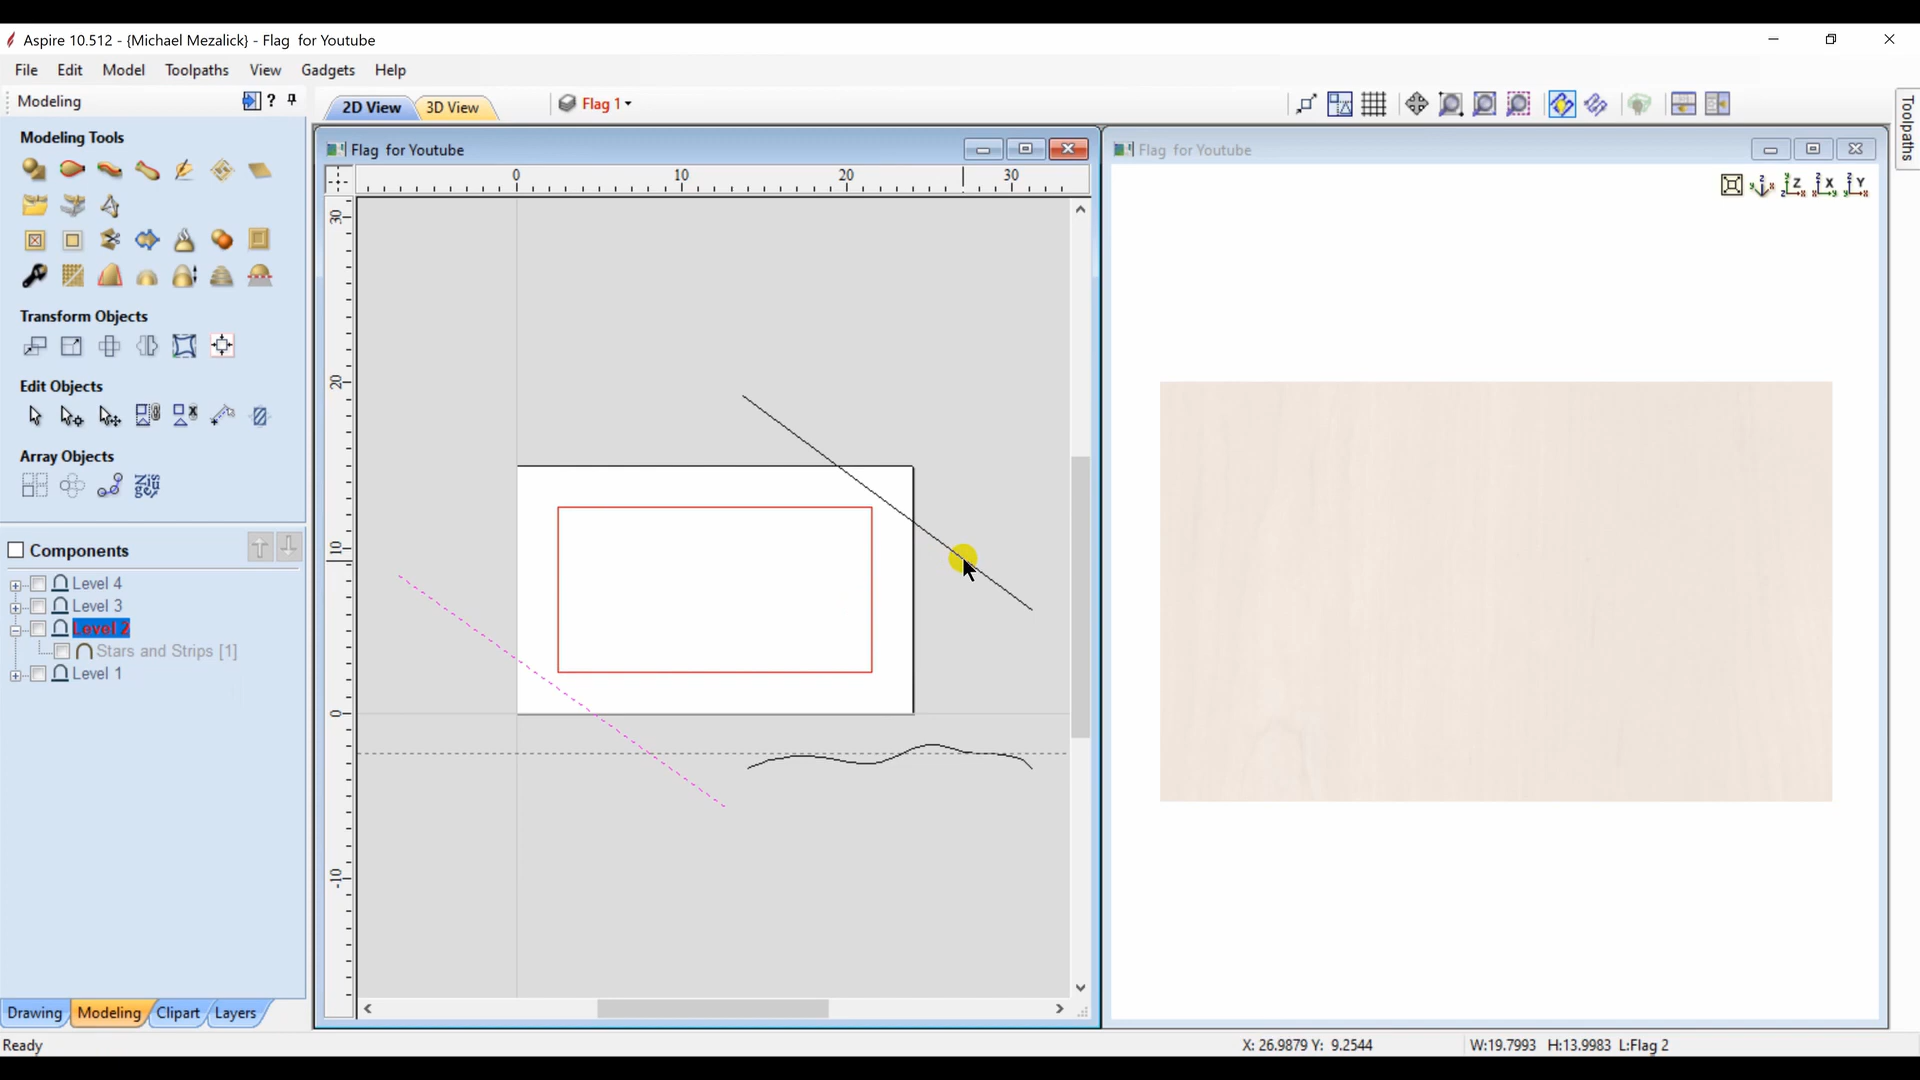 Aspire 10.512 - {Michael Mezalick} - Flag  for Youtube
File Edit Model Toolpaths View Gadgets Help
Modeling ?
2D View 3D View Flag 1
Toolpaths
Modeling Tools
Flag for Youtube
Flag for Youtube
0 10 20 30
30
20
10
0
-10
Z X Y
Transform Objects
Edit Objects
Array Objects
Components
Level 4
Level 3
Level 2
Stars and Strips [1]
Level 1
Drawing Modeling Clipart Layers
Ready
X: 26.9879 Y: 9.2544
W:19.7993 H:13.9983 L:Flag 2